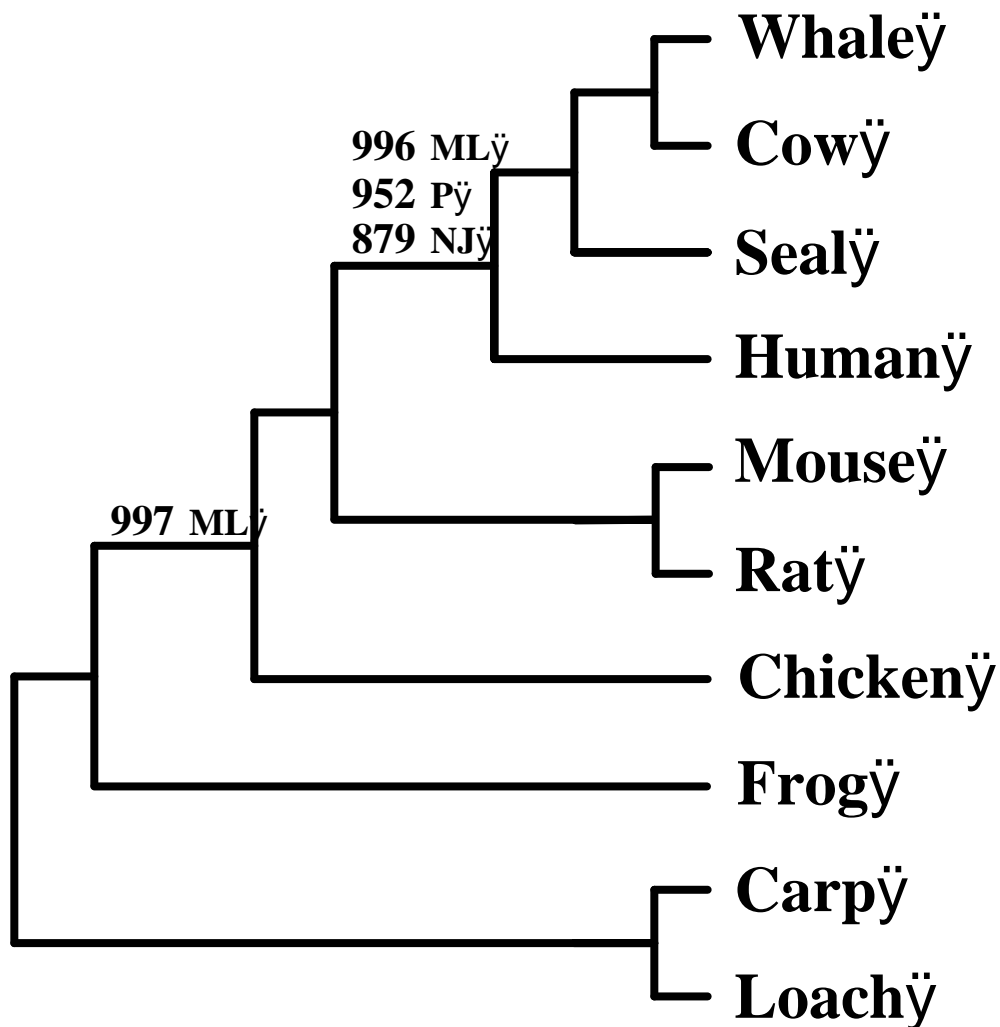 Whaleÿ
Cowÿ
996 MLÿ
952 Pÿ
879 NJÿ
Sealÿ
Humanÿ
Mouseÿ
997 MLÿ
Ratÿ
Chickenÿ
Frogÿ
Carpÿ
Loachÿ